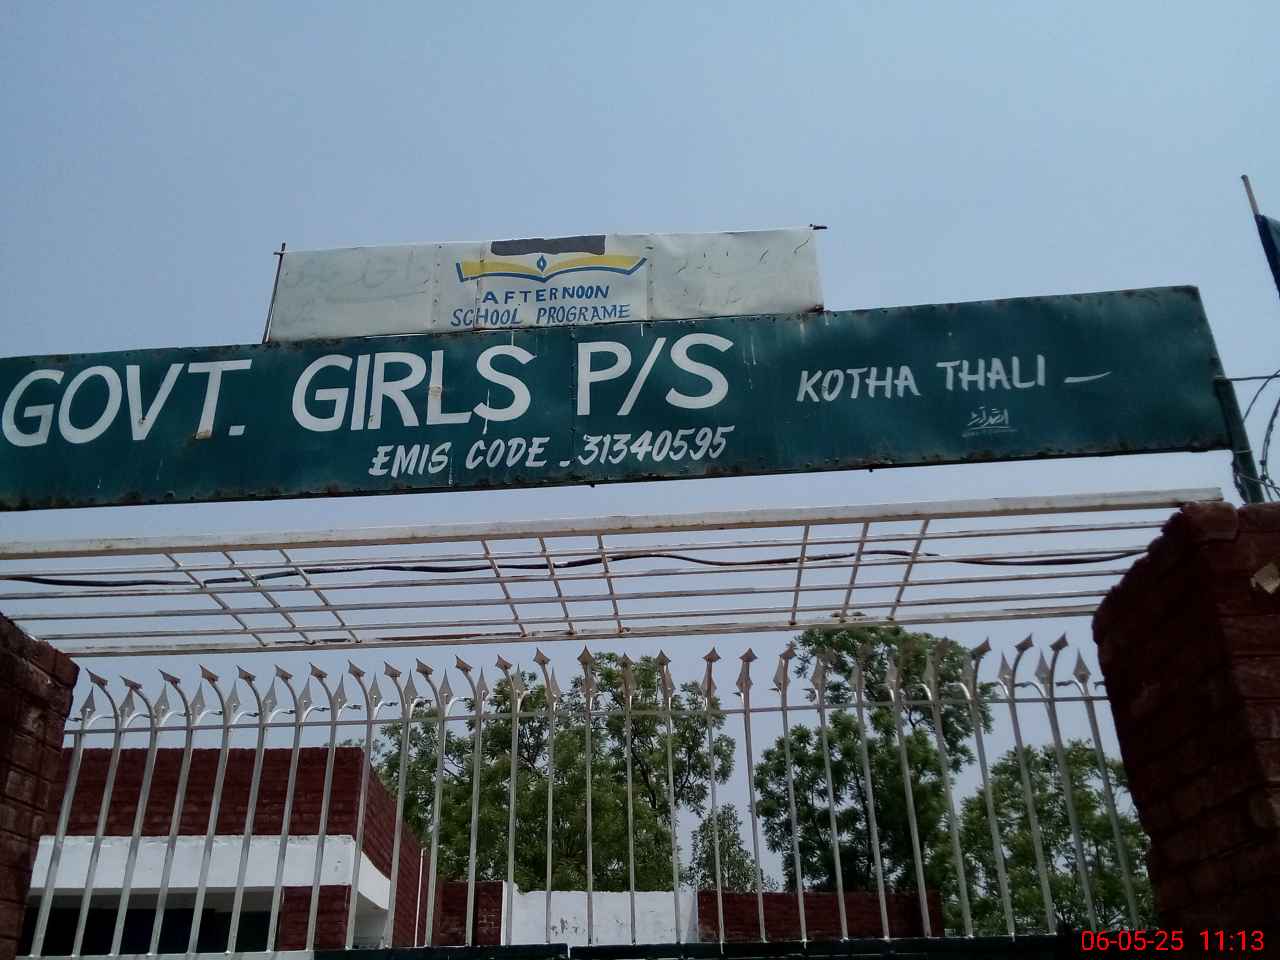 AFTERNOON
SCHOOL PROGRAME
GOVT. GIRLS P/S KOTHA THALI
EMIS CODE. 31340595
06-05-25 11:13